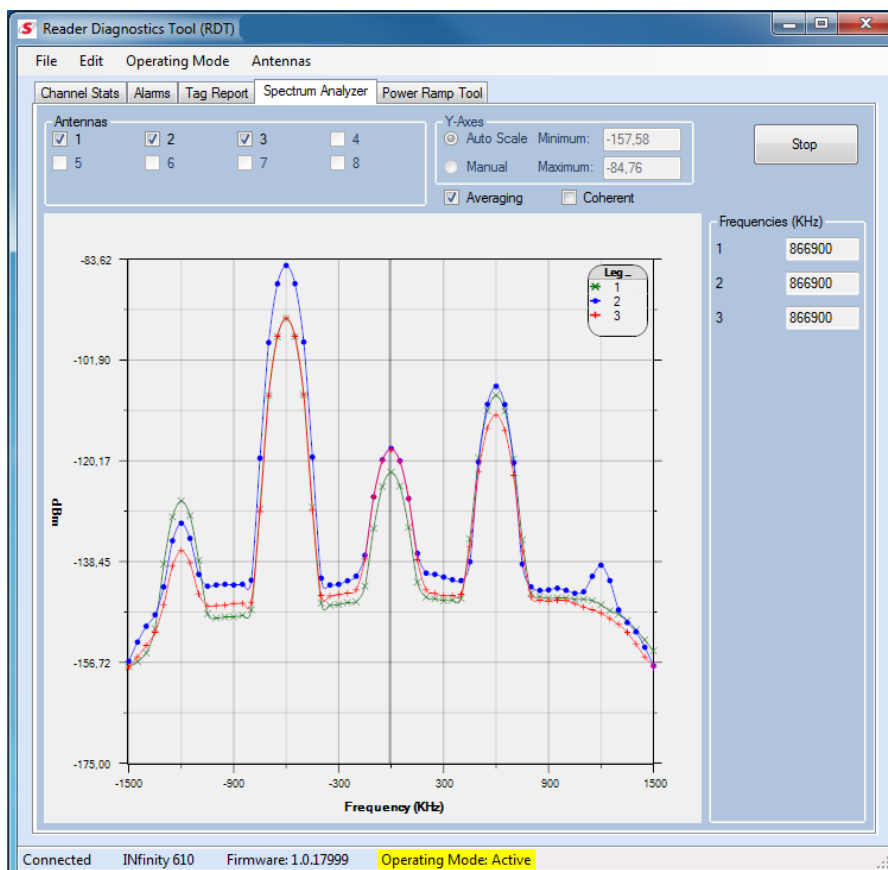 Reader Diagnostics Tool (RDT)
File Edit Operating Mode Antennas
Channel Stats Alarms Tag Report Spectrum Analyzer Power Ramp Tool
Antennas
1 2 3 4
5 6 7 8
Y-Axes
Auto Scale Minimum: -157,58
Manual Maximum: -84,76
Averaging Coherent
Stop
Frequencies (KHz)
1 866900
2 866900
3 866900
Leg...
1
2
3
-83,62
-101,90
-120,17
-138,45
-156,72
-175,00
dBm
-1500 -900 -300 300 900 1500
Frequency (KHz)
Connected INfinity 610 Firmware: 1.0.17999 Operating Mode: Active